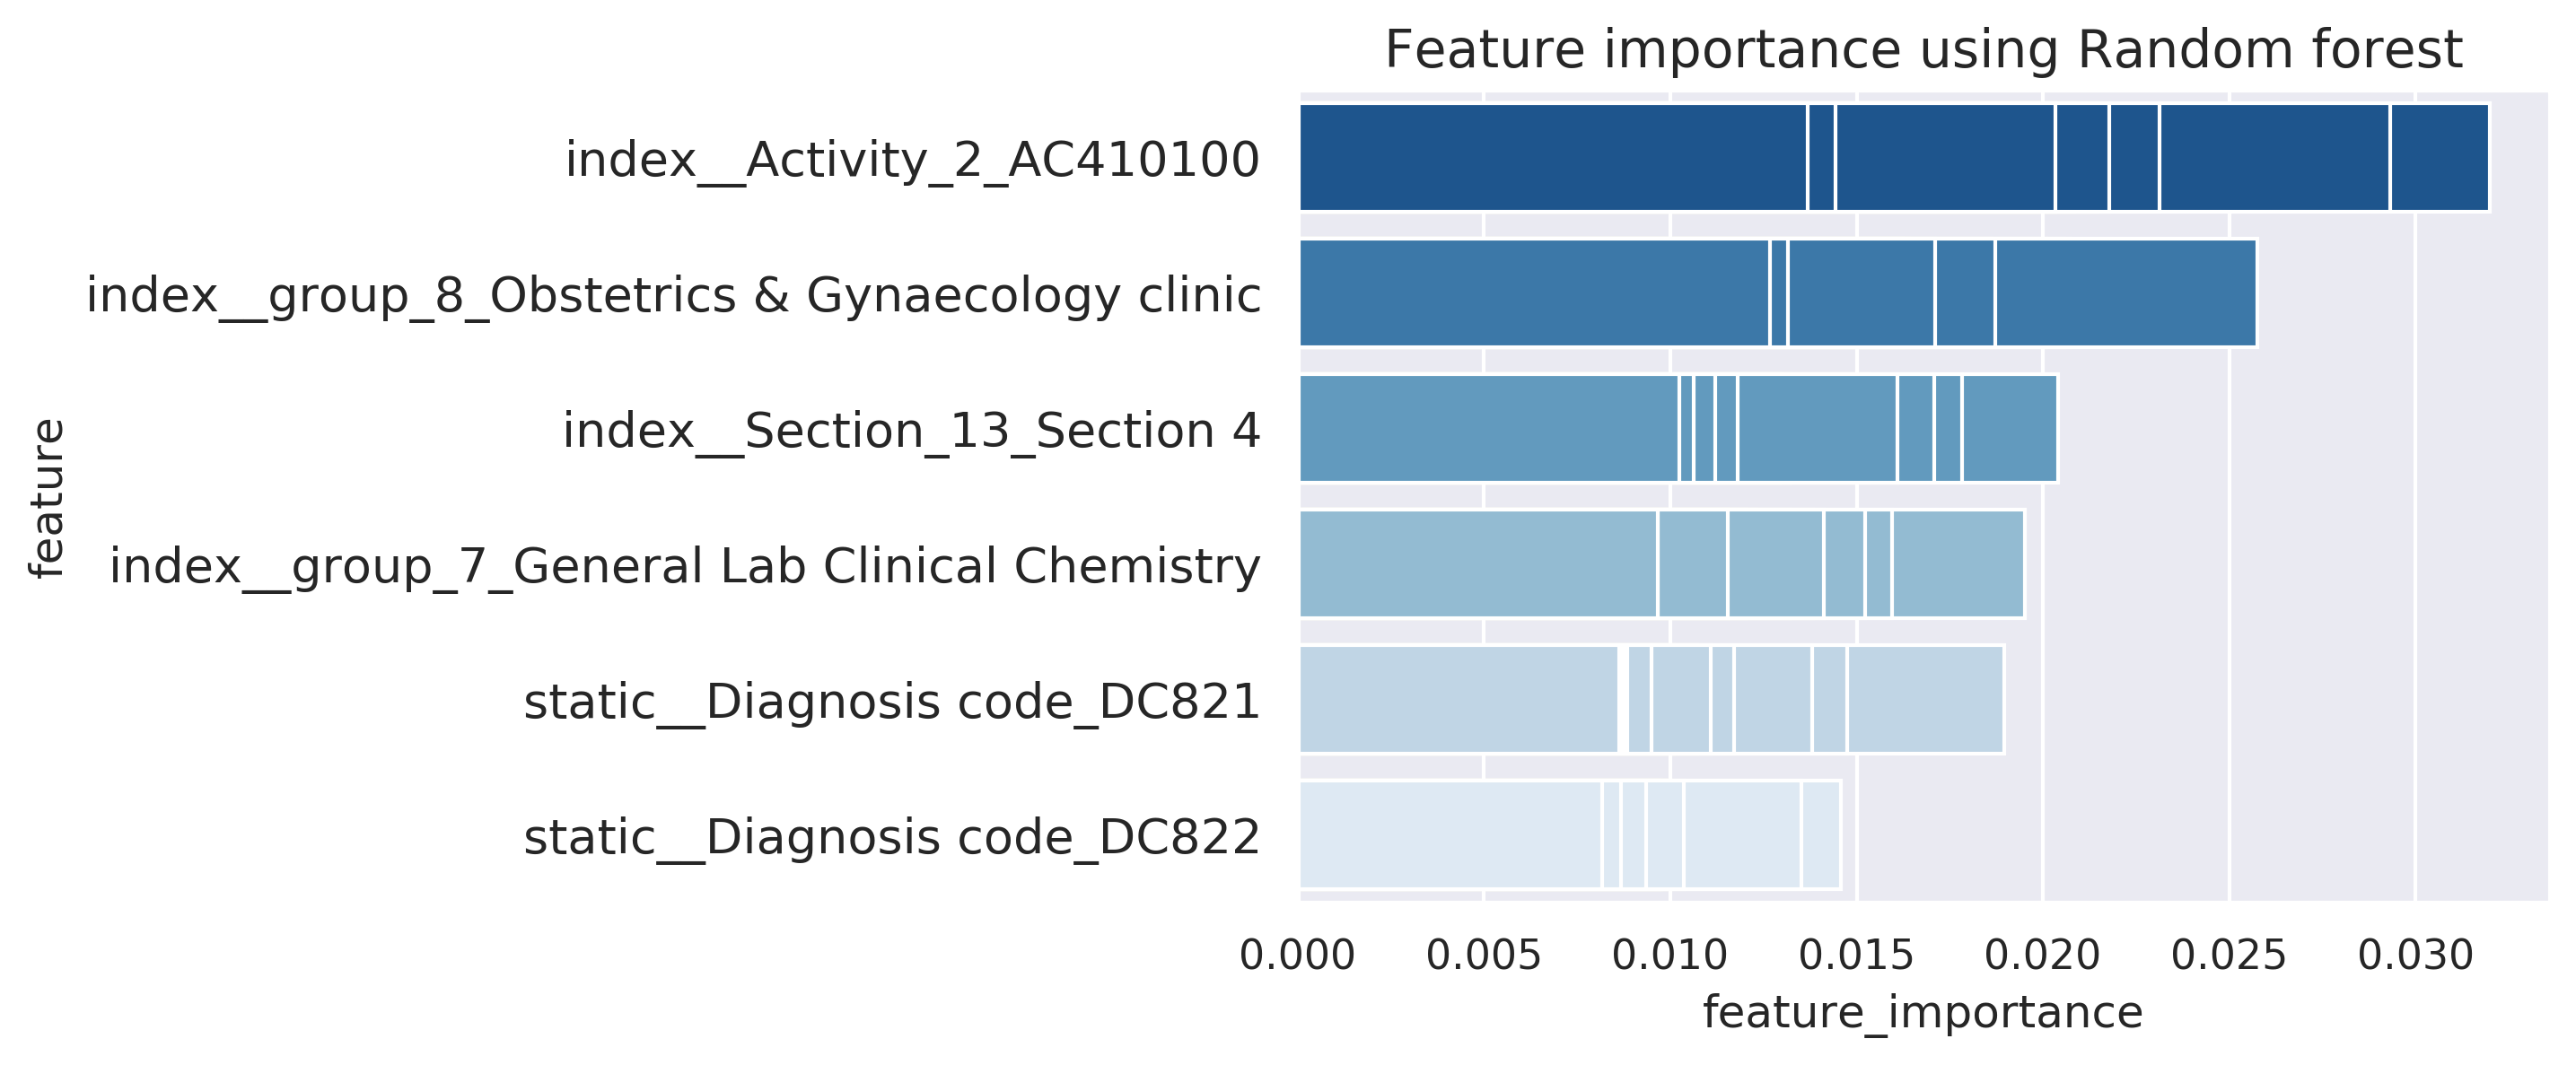 Feature importance using Random forest
feature
index__Activity_2_AC410100
index__group_8_Obstetrics & Gynaecology clinic
index__Section_13_Section 4
index__group_7_General Lab Clinical Chemistry
static__Diagnosis code_DC821
static__Diagnosis code_DC822
0.000 0.005 0.010 0.015 0.020 0.025 0.030
feature_importance